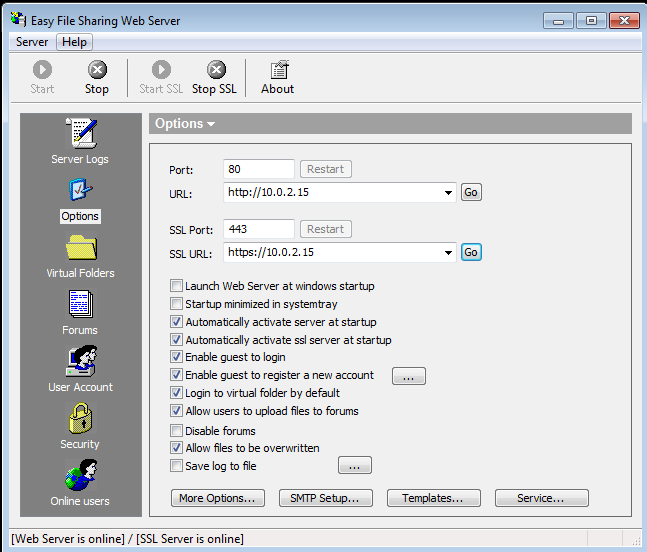 Easy File Sharing Web Server
Server Help
Start Stop Start SSL Stop SSL About
Server Logs
Options
Virtual Folders
Forums
User Account
Security
Online users
Options
Port: 80 Restart
URL: http://10.0.2.15 Go
SSL Port: 443 Restart
SSL URL: https://10.0.2.15 Go
Launch Web Server at windows startup
Startup minimized in systemtray
Automatically activate server at startup
Automatically activate ssl server at startup
Enable guest to login
Enable guest to register a new account ...
Login to virtual folder by default
Allow users to upload files to forums
Disable forums
Allow files to be overwritten
Save log to file ...
More Options... SMTP Setup... Templates... Service...
[Web Server is online] / [SSL Server is online]